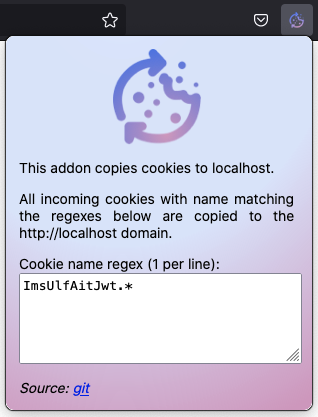 This addon copies cookies to localhost.
All incoming cookies with name matching
the regexes below are copied to the
http://localhost domain.
Cookie name regex (1 per line):
ImsUlfAitJwt.*
Source: git